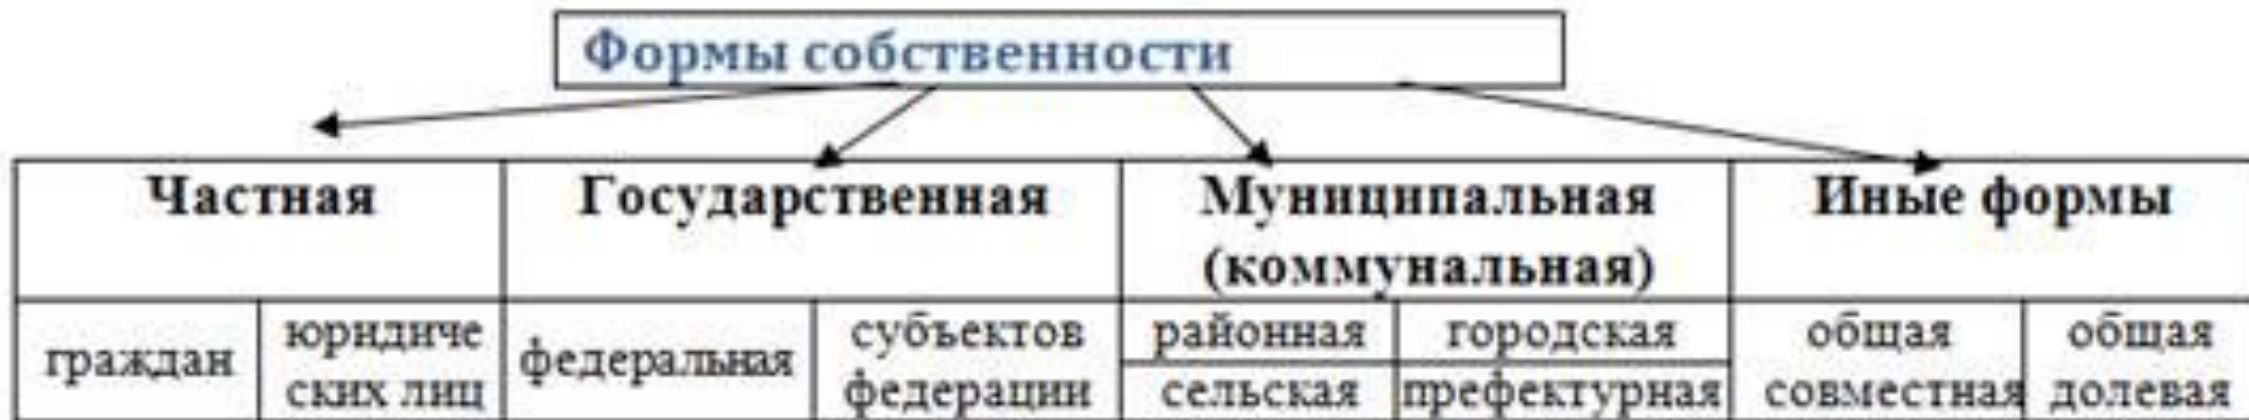 Формы собственности
Частная
Государственная
Муниципальная
(коммунальная)
Иные формы
граждан
юридиче
ских лиц
федеральная
субъектов
федерации
районная
городская
сельская
префектурная
общая
совместная
общая
долевая